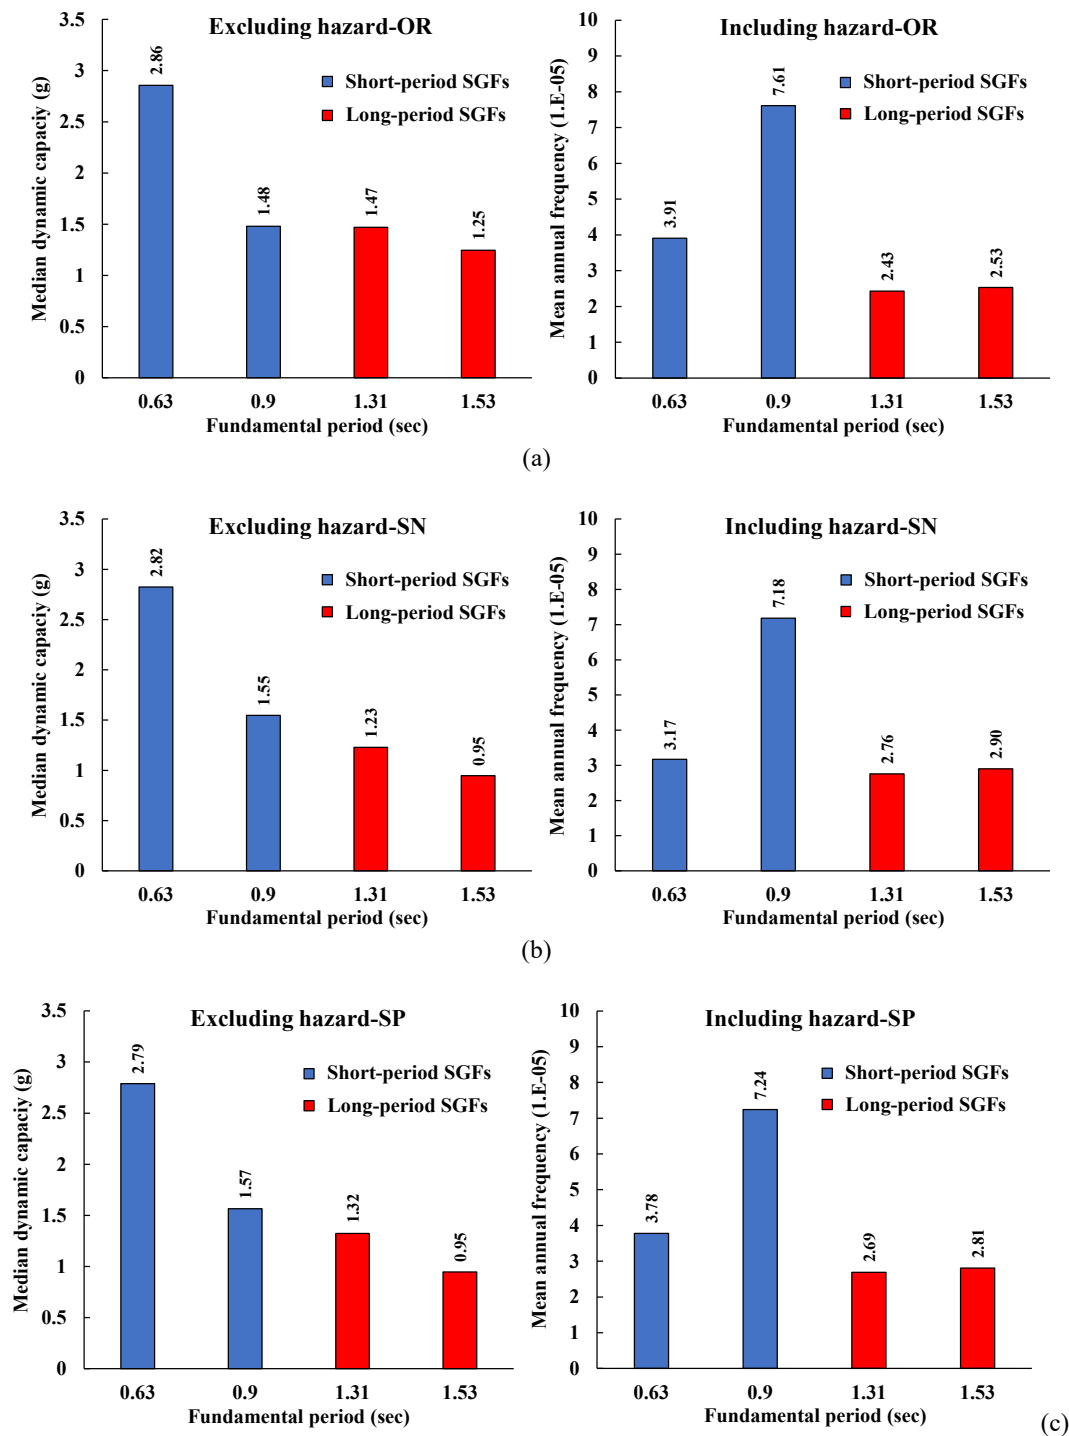 Excluding hazard-OR
Median dynamic capaciy (g)
3.5
3
2.5
2
1.5
1
0.5
0
2.86
1.48
1.47
1.25
Short-period SGFs
Long-period SGFs
0.63 0.9 1.31 1.53
Fundamental period (sec)
Including hazard-OR
Mean annual frequency (1.E-05)
10
9
8
7
6
5
4
3
2
1
0
3.91
7.61
2.43
2.53
Short-period SGFs
Long-period SGFs
0.63 0.9 1.31 1.53
Fundamental period (sec)
(a)
Excluding hazard-SN
Median dynamic capaciy (g)
3.5
3
2.5
2
1.5
1
0.5
0
2.82
1.55
1.23
0.95
Short-period SGFs
Long-period SGFs
0.63 0.9 1.31 1.53
Fundamental period (sec)
Including hazard-SN
Mean annual frequency (1.E-05)
10
9
8
7
6
5
4
3
2
1
0
3.17
7.18
2.76
2.90
Short-period SGFs
Long-period SGFs
0.63 0.9 1.31 1.53
Fundamental period (sec)
(b)
Excluding hazard-SP
Median dynamic capaciy (g)
3.5
3
2.5
2
1.5
1
0.5
0
2.79
1.57
1.32
0.95
Short-period SGFs
Long-period SGFs
0.63 0.9 1.31 1.53
Fundamental period (sec)
Including hazard-SP
Mean annual frequency (1.E-05)
10
9
8
7
6
5
4
3
2
1
0
3.78
7.24
2.69
2.81
Short-period SGFs
Long-period SGFs
0.63 0.9 1.31 1.53
Fundamental period (sec)
(c)